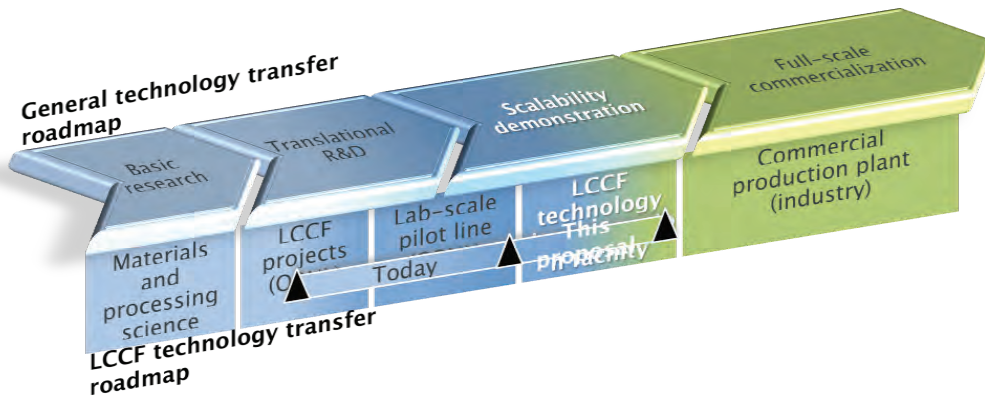 General technology transfer
roadmap
Basic
research
Translational
R&D
Scalability
demonstration
Full-scale
commercialization
Materials
and
processing
science
LCCF
projects
Lab-scale
pilot line
LCCF
technology
facility
Commercial
production plant
(industry)
Today
This
proposal
LCCF technology transfer
roadmap